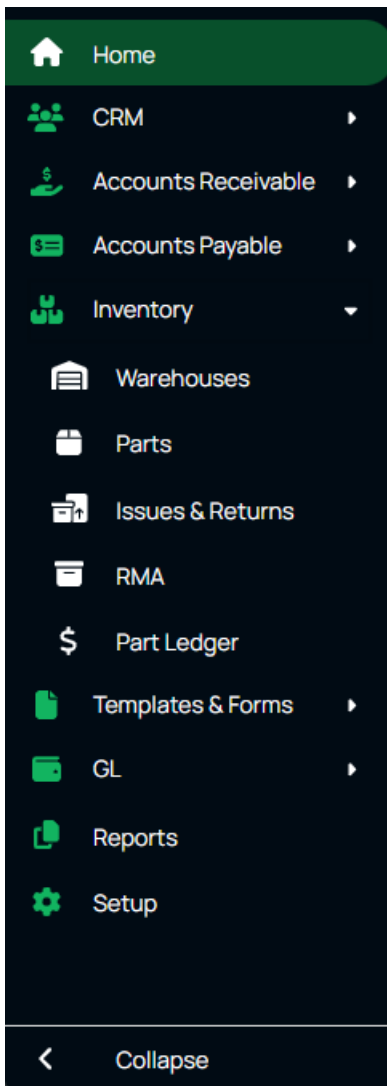 Home
CRM
Accounts Receivable
Accounts Payable
Inventory
Warehouses
Parts
Issues & Returns
RMA
$ Part Ledger
Templates & Forms
GL
Reports
Setup
Collapse